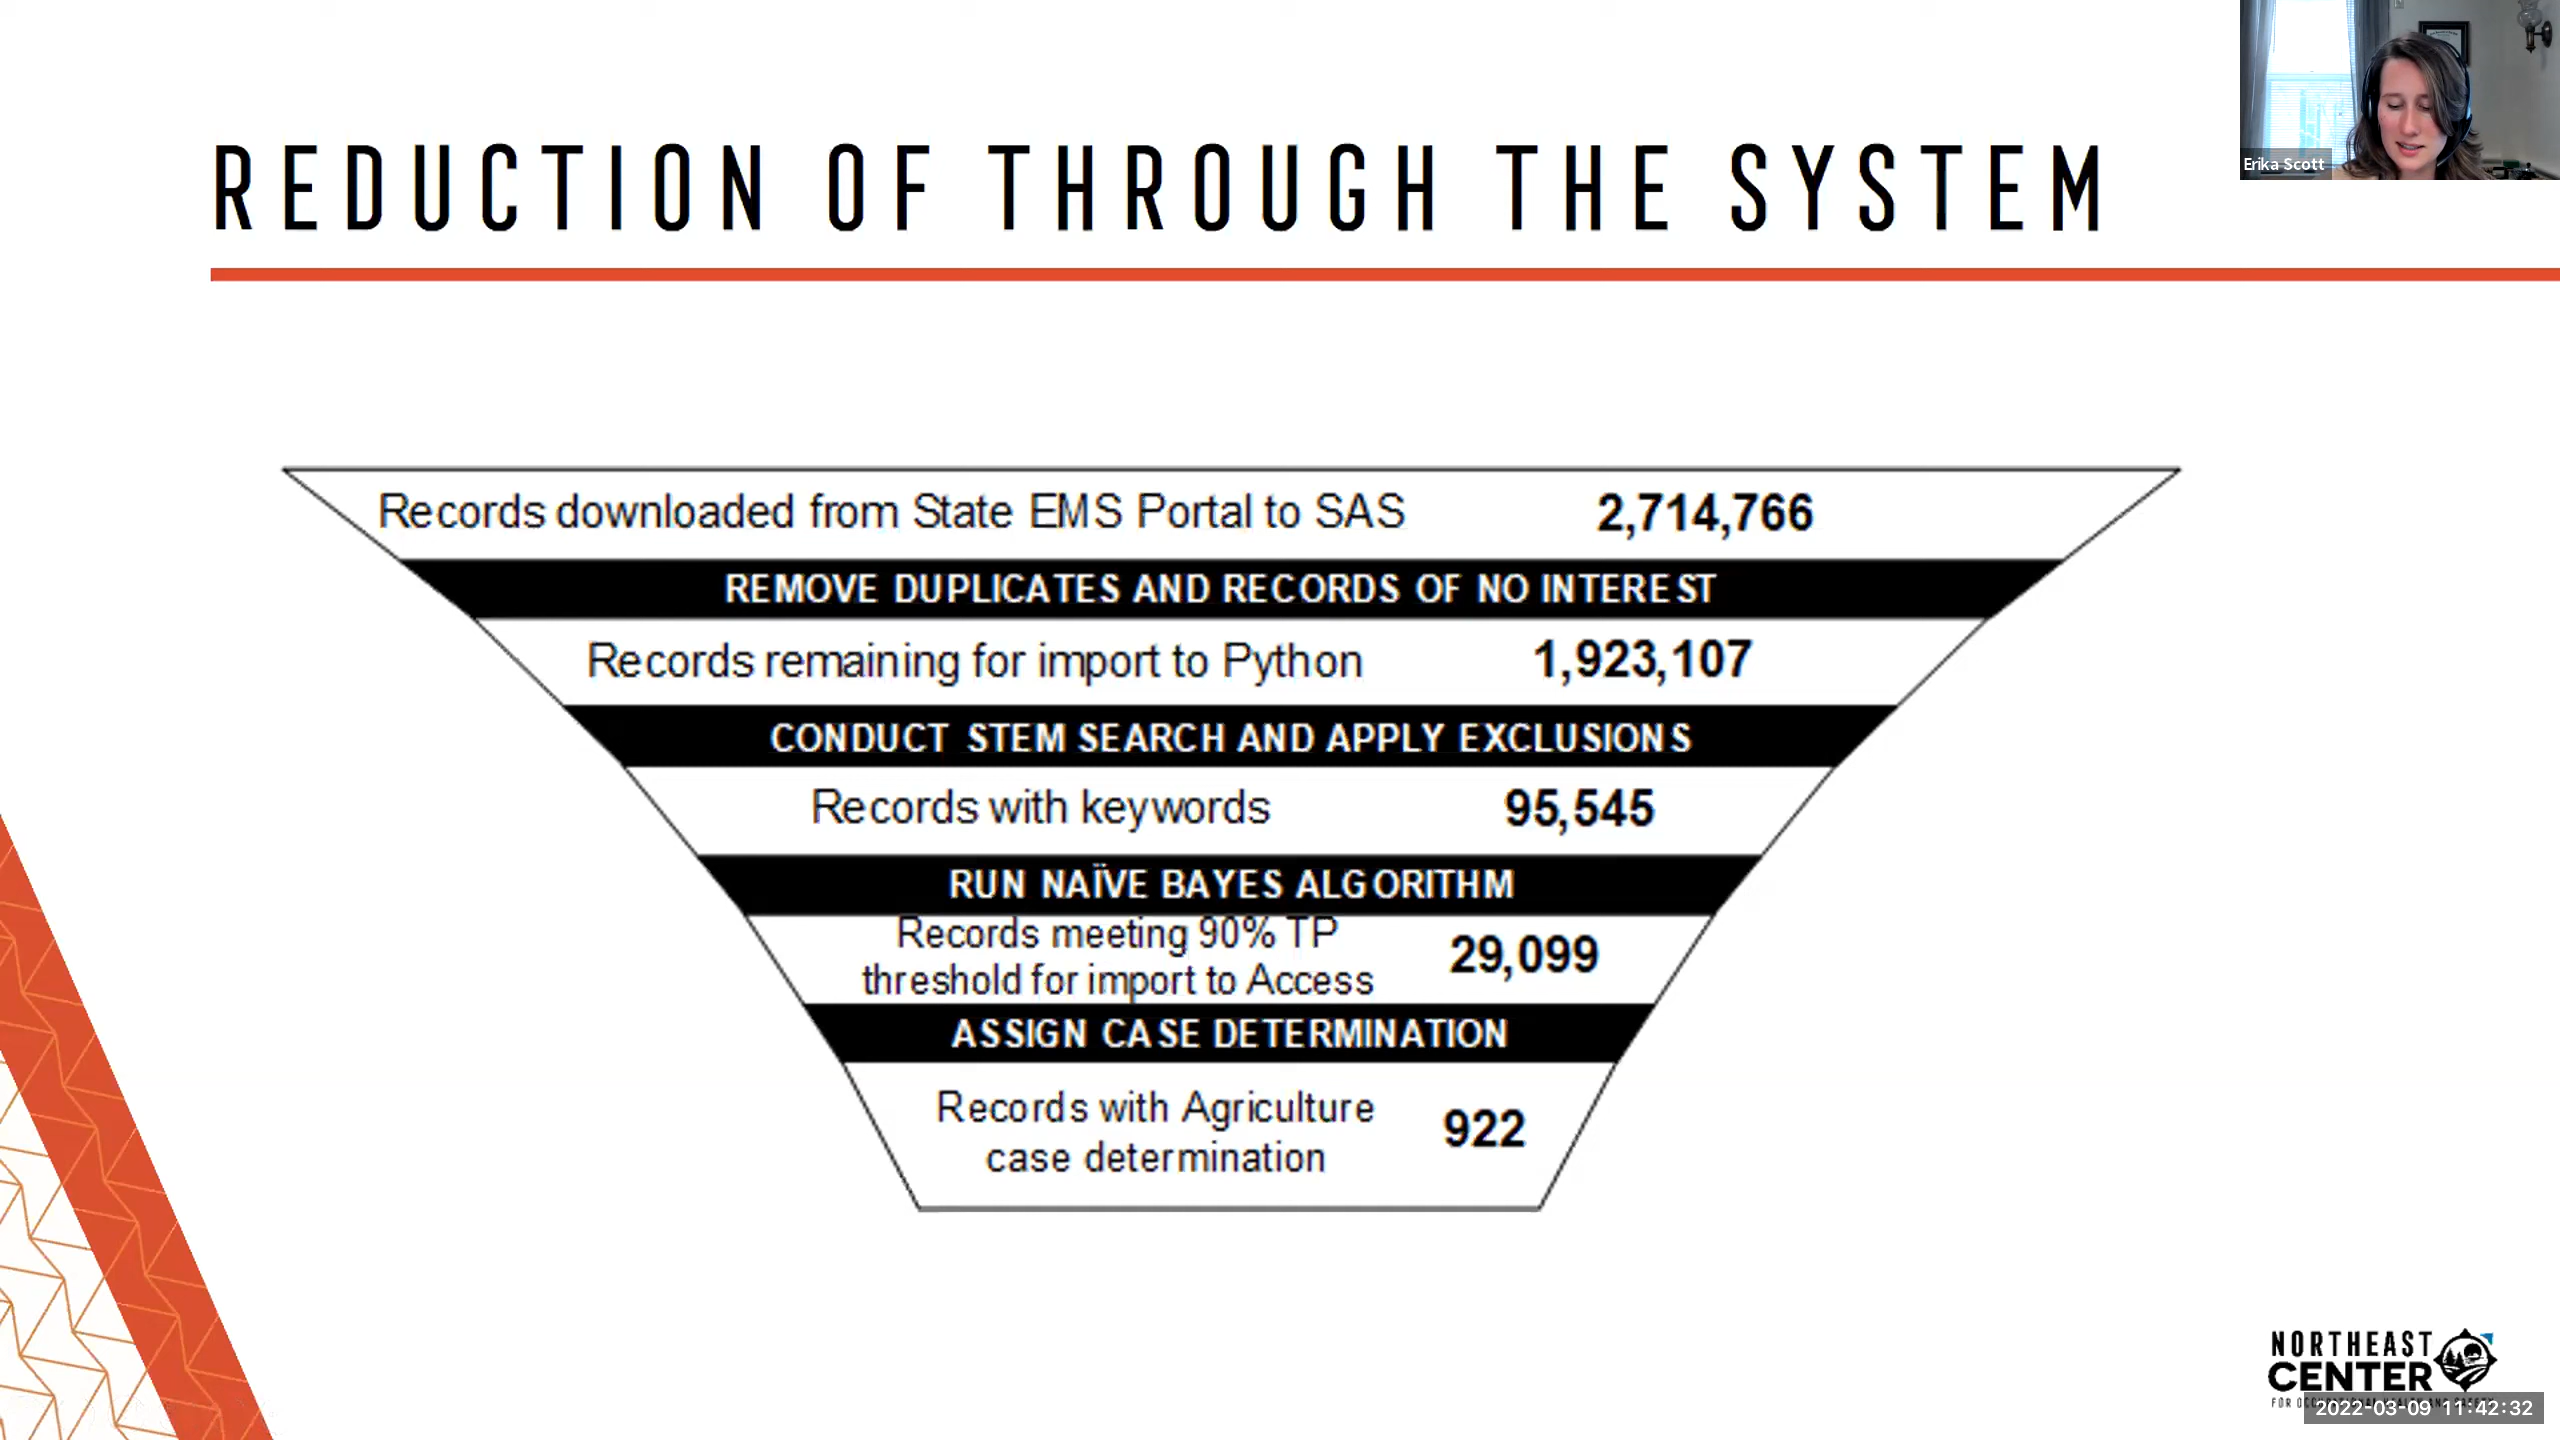 Erika Scott
REDUCTION OF THROUGH THE SYSTEM
Records downloaded from State EMS Portal to SAS 2,714,766
REMOVE DUPLICATES AND RECORDS OF NO INTEREST
Records remaining for import to Python 1,923,107
CONDUCT STEM SEARCH AND APPLY EXCLUSIONS
Records with keywords 95,545
RUN NAÏVE BAYES ALGORITHM
Records meeting 90% TP
threshold for import to Access 29,099
ASSIGN CASE DETERMINATION
Records with Agriculture
case determination 922
NORTHEAST
CENTER
2022-03-09 11:42:32